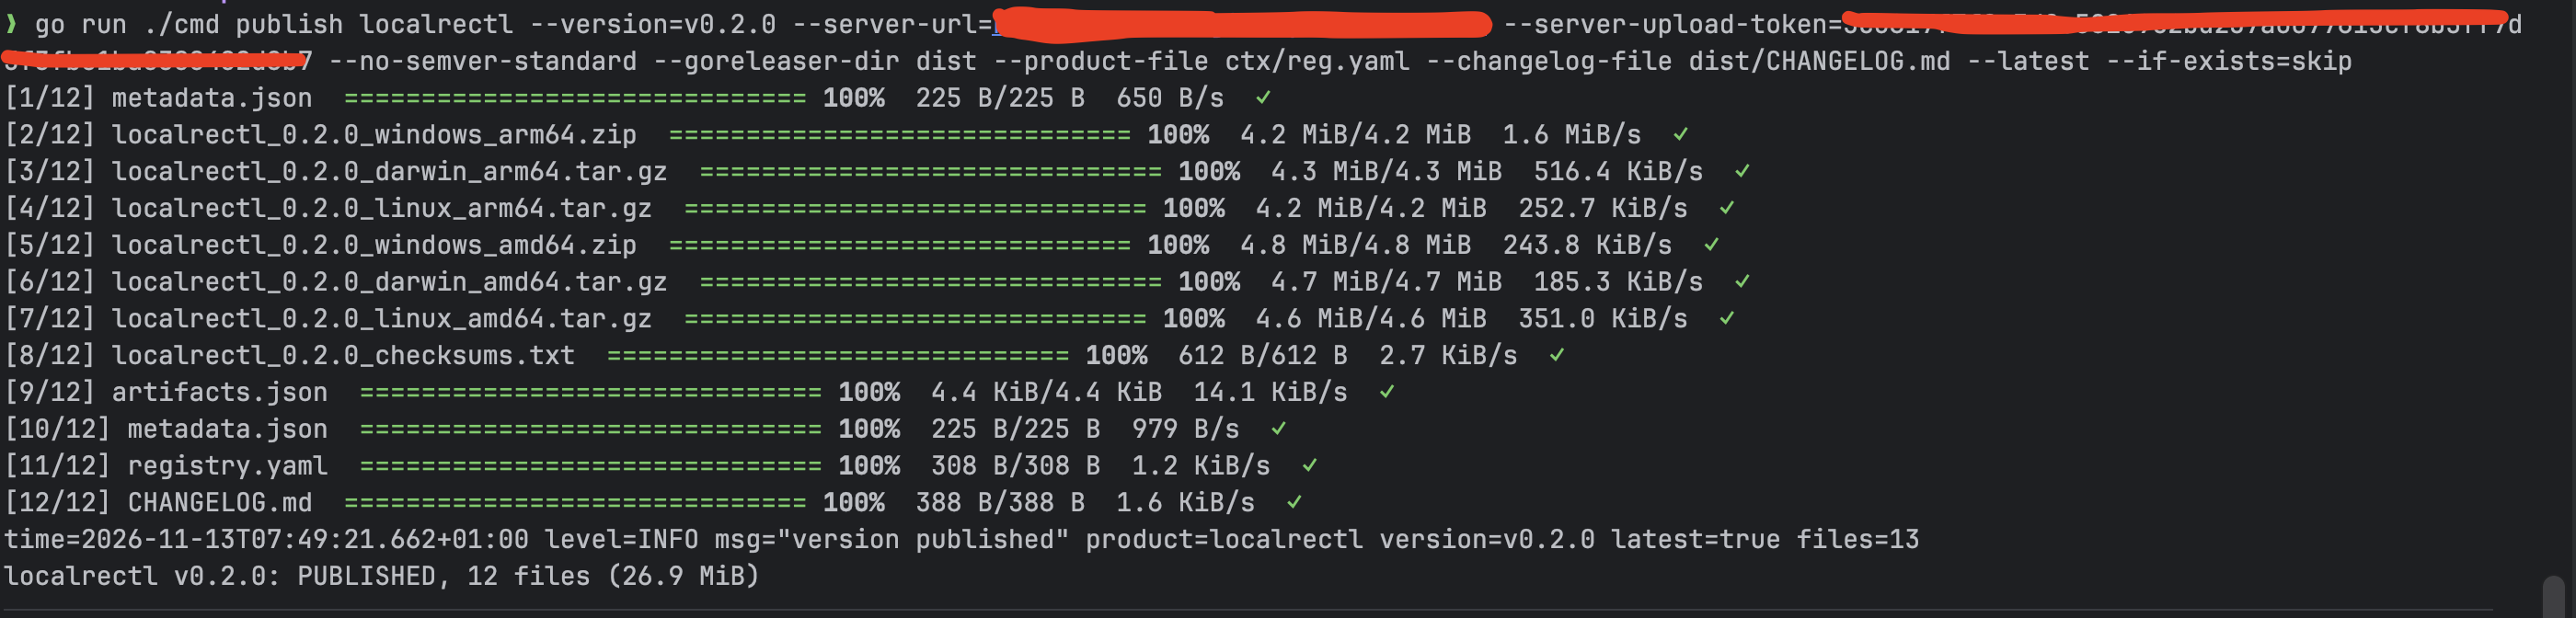 ❯ go run ./cmd publish localrectl --version=v0.2.0 --server-url= --server-upload-token=
--no-semver-standard --goreleaser-dir dist --product-file ctx/reg.yaml --changelog-file dist/CHANGELOG.md --latest --if-exists=skip
[1/12] metadata.json ============================== 100% 225 B/225 B 650 B/s ✓
[2/12] localrectl_0.2.0_windows_arm64.zip ============================== 100% 4.2 MiB/4.2 MiB 1.6 MiB/s ✓
[3/12] localrectl_0.2.0_darwin_arm64.tar.gz ============================== 100% 4.3 MiB/4.3 MiB 516.4 KiB/s ✓
[4/12] localrectl_0.2.0_linux_arm64.tar.gz ============================== 100% 4.2 MiB/4.2 MiB 252.7 KiB/s ✓
[5/12] localrectl_0.2.0_windows_amd64.zip ============================== 100% 4.8 MiB/4.8 MiB 243.8 KiB/s ✓
[6/12] localrectl_0.2.0_darwin_amd64.tar.gz ============================== 100% 4.7 MiB/4.7 MiB 185.3 KiB/s ✓
[7/12] localrectl_0.2.0_linux_amd64.tar.gz ============================== 100% 4.6 MiB/4.6 MiB 351.0 KiB/s ✓
[8/12] localrectl_0.2.0_checksums.txt ============================== 100% 612 B/612 B 2.7 KiB/s ✓
[9/12] artifacts.json ============================== 100% 4.4 KiB/4.4 KiB 14.1 KiB/s ✓
[10/12] metadata.json ============================== 100% 225 B/225 B 979 B/s ✓
[11/12] registry.yaml ============================== 100% 308 B/308 B 1.2 KiB/s ✓
[12/12] CHANGELOG.md ============================== 100% 388 B/388 B 1.6 KiB/s ✓
time=2026-11-13T07:49:21.662+01:00 level=INFO msg="version published" product=localrectl version=v0.2.0 latest=true files=13
localrectl v0.2.0: PUBLISHED, 12 files (26.9 MiB)